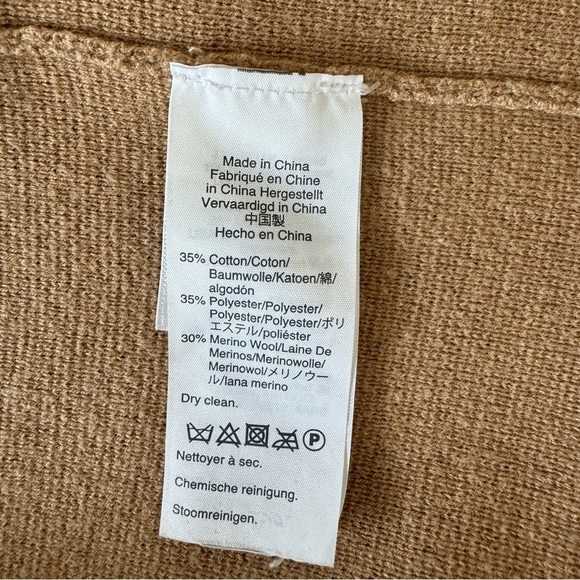 Made in China
Fabriqué en Chine
in China Hergestellt
Vervaardigd in China
中国製
Hecho en China
35% Cotton/Coton/
Baumwolle/Katoen/綿/
algodón
35% Polyester/Polyester/
Polyester/Polyester/ポリ
エステル/poliéster
30% Merino Wool/Laine De
Merinos/Merinowolle/
Merinowol/メリノウー
ル/lana merino
Dry clean.
P
Nettoyer à sec.
Chemische reinigung.
Stoomreinigen.